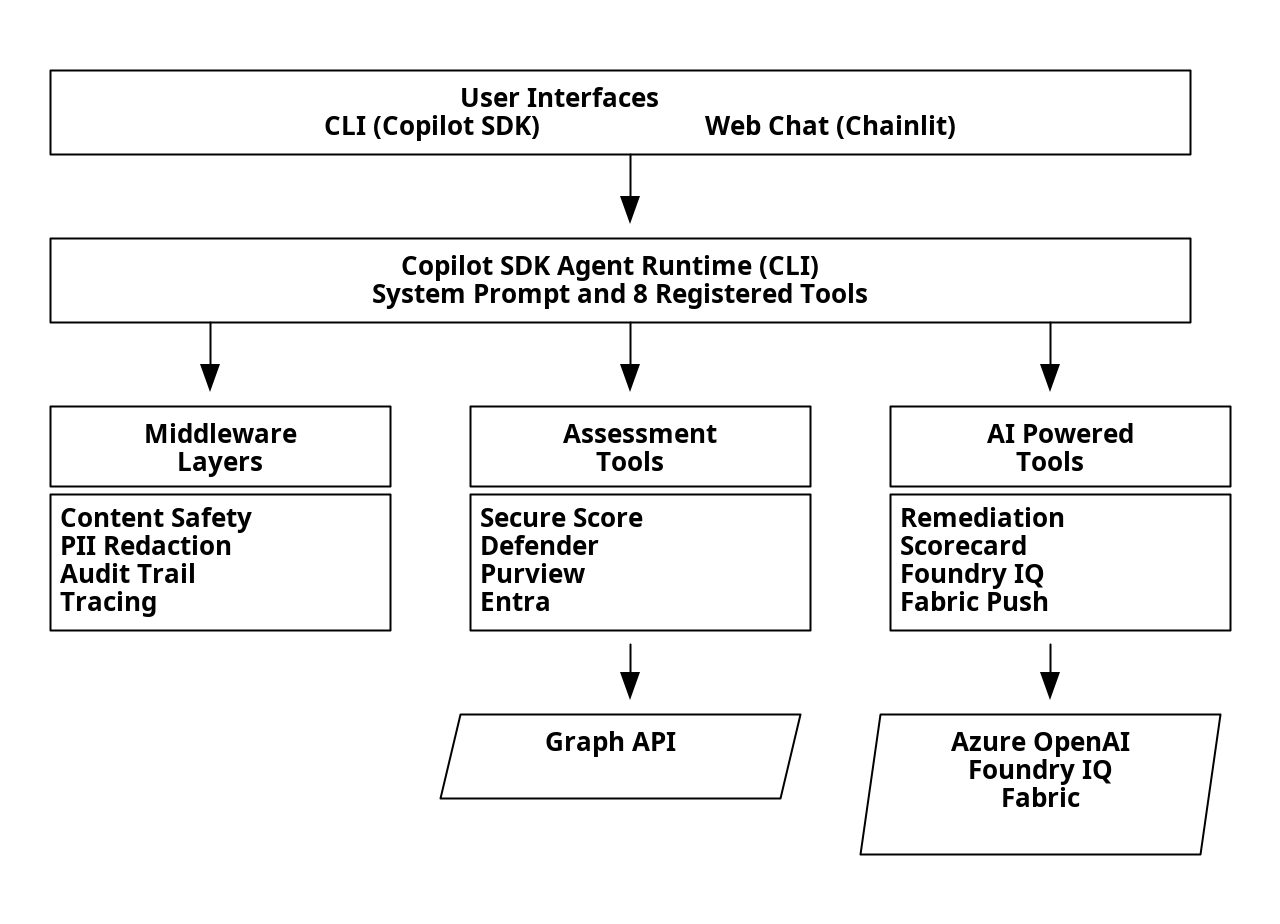 User Interfaces
CLI (Copilot SDK) Web Chat (Chainlit)
Copilot SDK Agent Runtime (CLI)
System Prompt and 8 Registered Tools
Middleware
Layers
Content Safety
PII Redaction
Audit Trail
Tracing
Assessment
Tools
Secure Score
Defender
Purview
Entra
AI Powered
Tools
Remediation
Scorecard
Foundry IQ
Fabric Push
Graph API
Azure OpenAI
Foundry IQ
Fabric